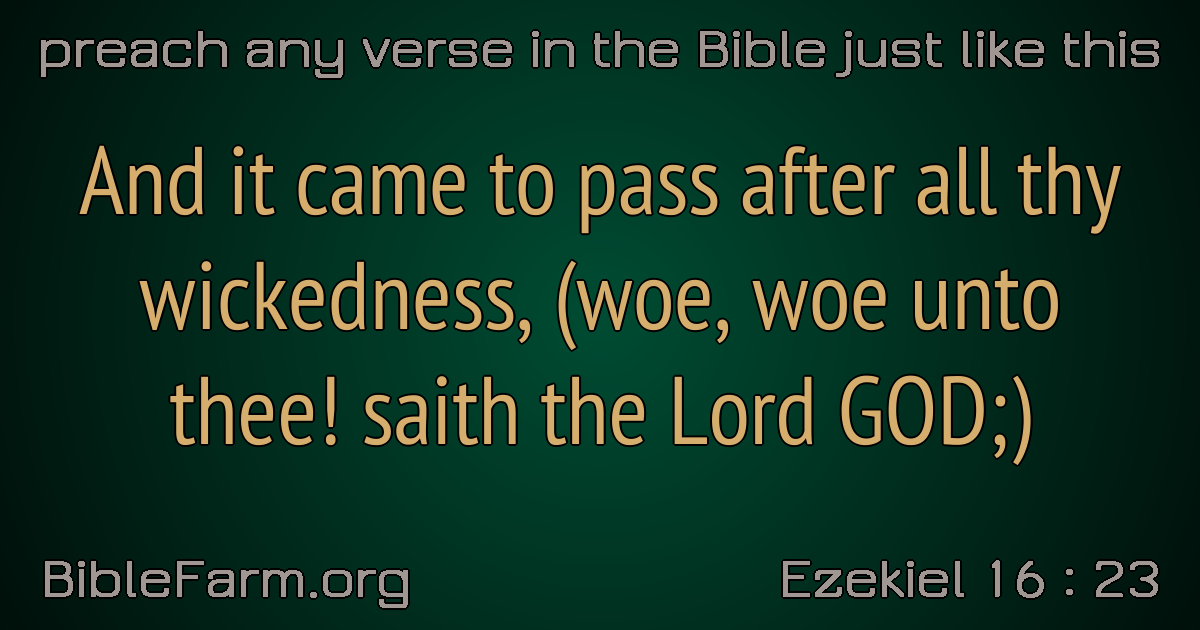 preach any verse in the Bible just like this
And it came to pass after all thy
wickedness, (woe, woe unto
thee! saith the Lord GOD;)
BibleFarm.org
Ezekiel 16 : 23